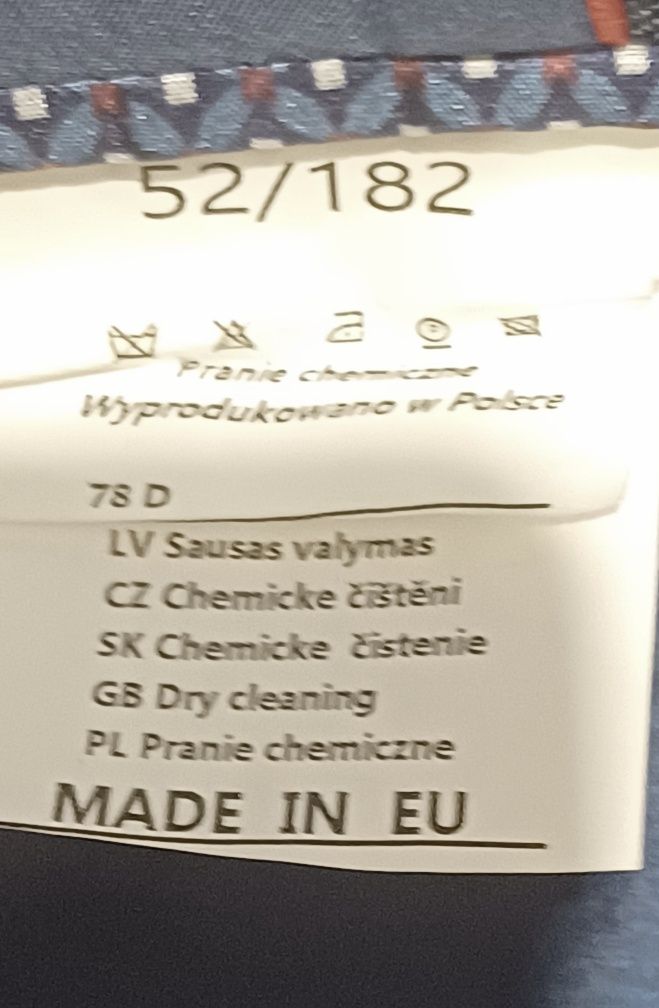 52/182
Pranie chemiczne
Wyprodukowano w Polsce
78 D
LV Sausas valymas
CZ Chemicke čištěni
SK Chemicke čistenie
GB Dry cleaning
PL Pranie chemiczne
MADE IN EU